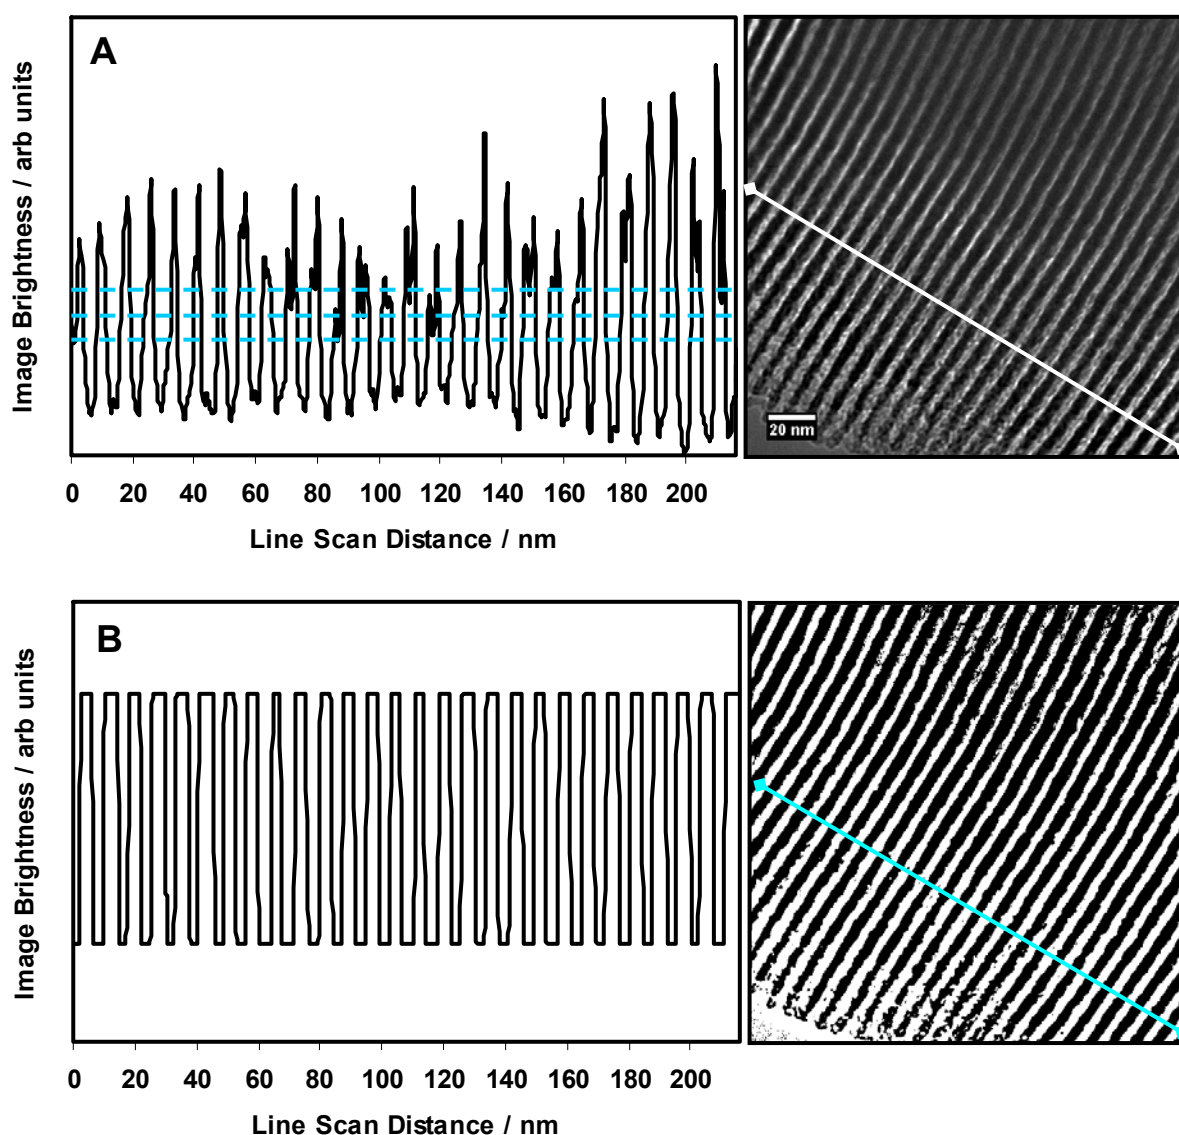 A
Image Brightness / arb units
20 nm
0 20 40 60 80 100 120 140 160 180 200
Line Scan Distance / nm
B
Image Brightness / arb units
0 20 40 60 80 100 120 140 160 180 200
Line Scan Distance / nm